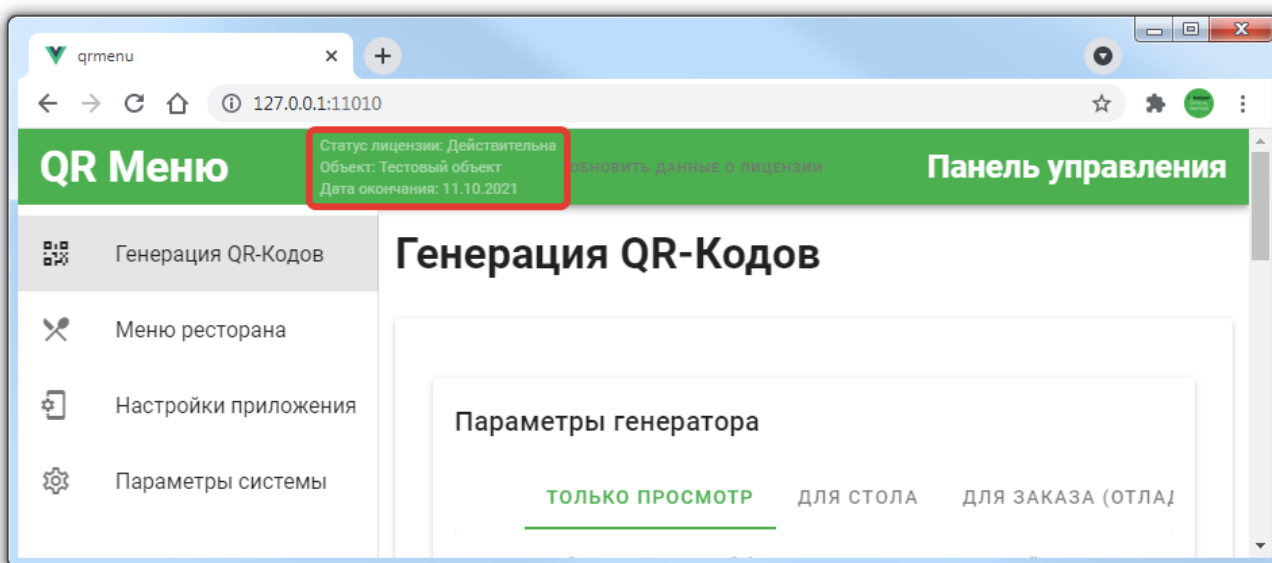 qrmenu
127.0.0.1:11010
QR Меню
Статус лицензии: Действительна
Объект: Тестовый объект
Дата окончания: 11.10.2021
ОБНОВИТЬ ДАННЫЕ О ЛИЦЕНЗИИ
Панель управления
Генерация QR-Кодов
Меню ресторана
Настройки приложения
Параметры системы
Генерация QR-Кодов
Параметры генератора
ТОЛЬКО ПРОСМОТР
ДЛЯ СТОЛА
ДЛЯ ЗАКАЗА